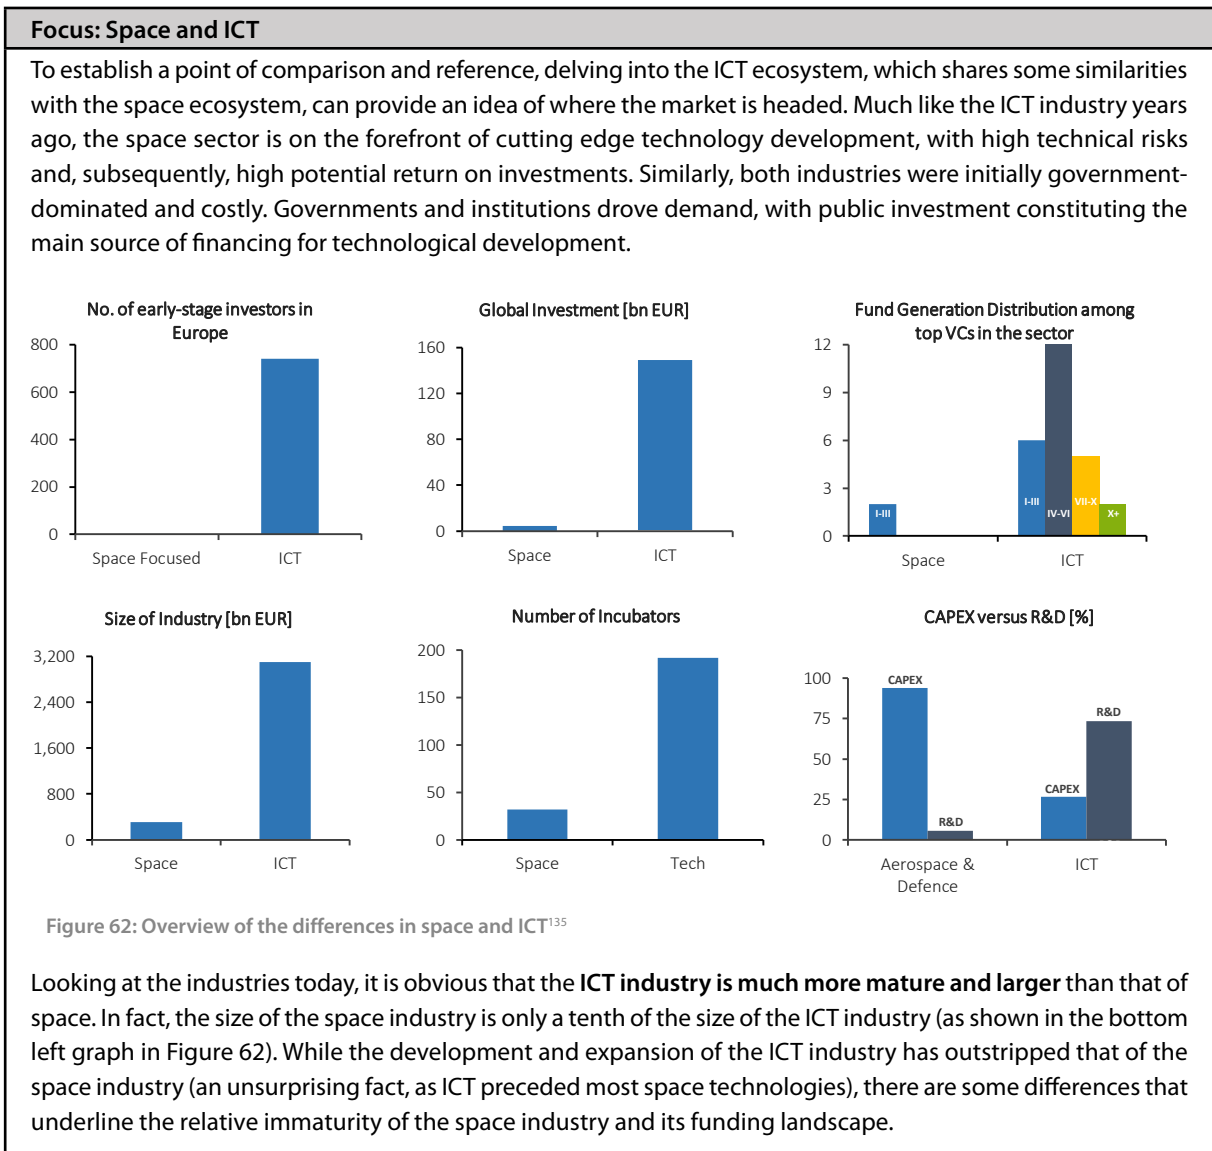 Focus: Space and ICT
To establish a point of comparison and reference, delving into the ICT ecosystem, which shares some similarities
with the space ecosystem, can provide an idea of where the market is headed. Much like the ICT industry years
ago, the space sector is on the forefront of cutting edge technology development, with high technical risks
and, subsequently, high potential return on investments. Similarly, both industries were initially government-
dominated and costly. Governments and institutions drove demand, with public investment constituting the
main source of financing for technological development.
No. of early-stage investors in
Europe
800
600
400
200
0
Space Focused
ICT
Global Investment [bn EUR]
160
120
80
40
0
Space
ICT
Fund Generation Distribution among
top VCs in the sector
12
9
6
3
0
I-III
I-III
IV-VI
VII-X
X+
Space
ICT
Size of Industry [bn EUR]
3,200
2,400
1,600
800
0
Space
ICT
Number of Incubators
200
150
100
50
0
Space
Tech
CAPEX versus R&D [%]
100
75
50
25
0
CAPEX
R&D
CAPEX
R&D
Aerospace &
Defence
ICT
Figure 62: Overview of the differences in space and ICT135
Looking at the industries today, it is obvious that the ICT industry is much more mature and larger than that of
space. In fact, the size of the space industry is only a tenth of the size of the ICT industry (as shown in the bottom
left graph in Figure 62). While the development and expansion of the ICT industry has outstripped that of the
space industry (an unsurprising fact, as ICT preceded most space technologies), there are some differences that
underline the relative immaturity of the space industry and its funding landscape.